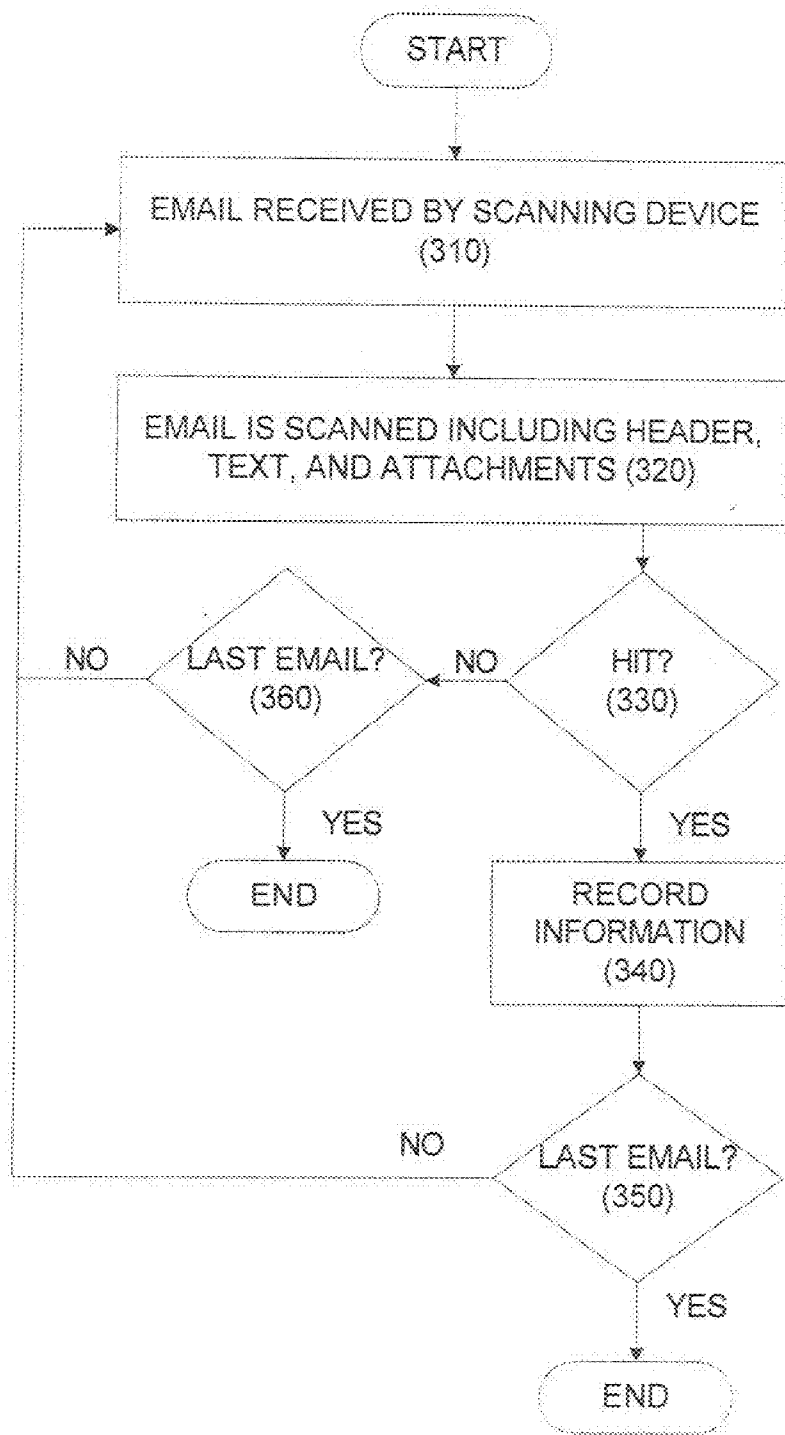 START
EMAIL RECEIVED BY SCANNING DEVICE
(310)
EMAIL IS SCANNED INCLUDING HEADER,
TEXT, AND ATTACHMENTS (320)
NO
LAST EMAIL?
(360)
NO
HIT?
(330)
YES
YES
END
RECORD
INFORMATION
(340)
NO
LAST EMAIL?
(350)
YES
END